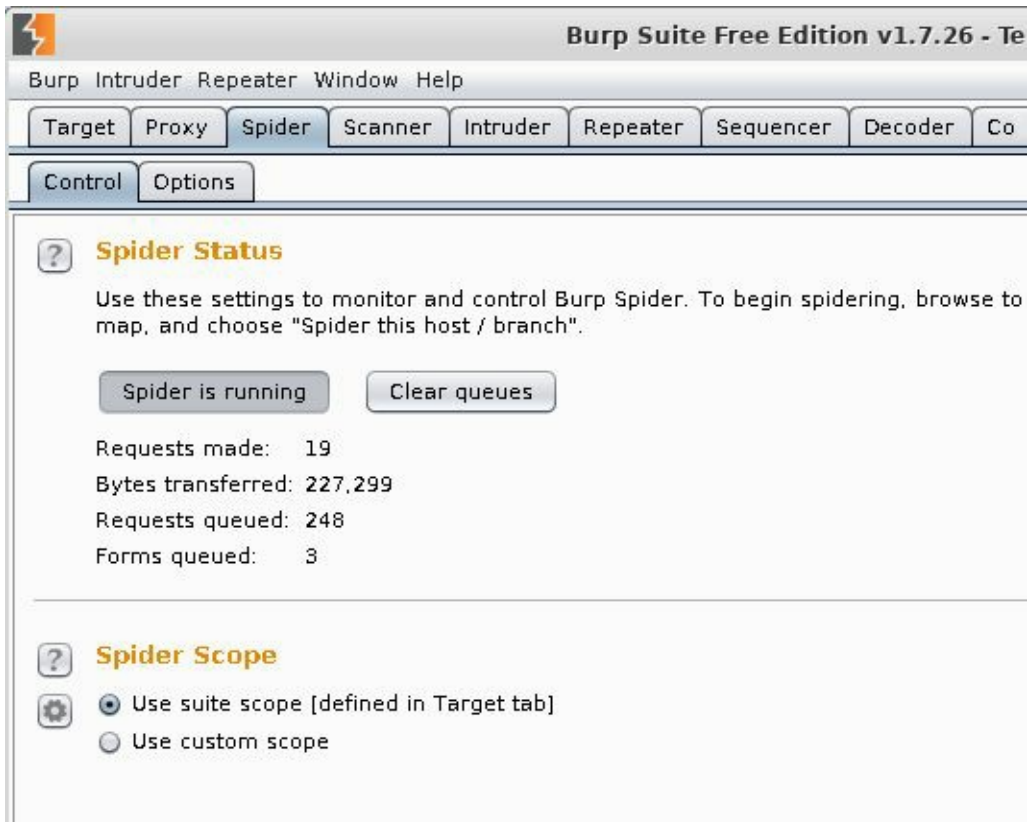 Burp Suite Free Edition v1.7.26 - Te
Burp Intruder Repeater Window Help
Target Proxy Spider Scanner Intruder Repeater Sequencer Decoder Co
Control Options
? Spider Status
Use these settings to monitor and control Burp Spider. To begin spidering, browse to
map, and choose "Spider this host / branch".
Spider is running Clear queues
Requests made: 19
Bytes transferred: 227,299
Requests queued: 248
Forms queued: 3
? Spider Scope
Use suite scope [defined in Target tab]
Use custom scope